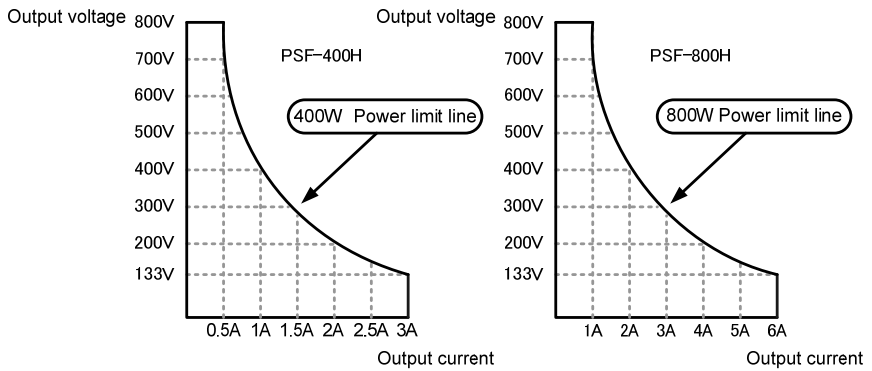 Output voltage
800V
700V
600V
500V
400V
300V
200V
133V
PSF-400H
400W Power limit line
0.5A 1A 1.5A 2A 2.5A 3A
Output current
Output voltage
800V
700V
600V
500V
400V
300V
200V
133V
PSF-800H
800W Power limit line
1A 2A 3A 4A 5A 6A
Output current